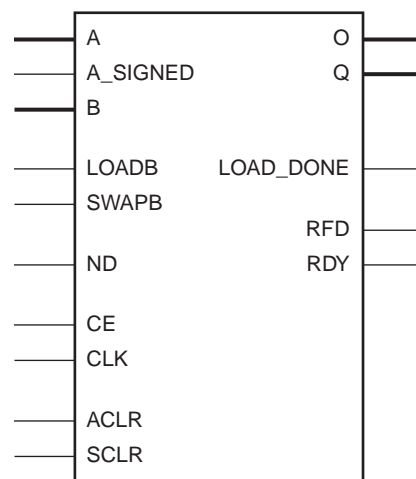 A O
A_SIGNED Q
B
LOADB LOAD_DONE
SWAPB
RFD
ND RDY
CE
CLK
ACLR
SCLR